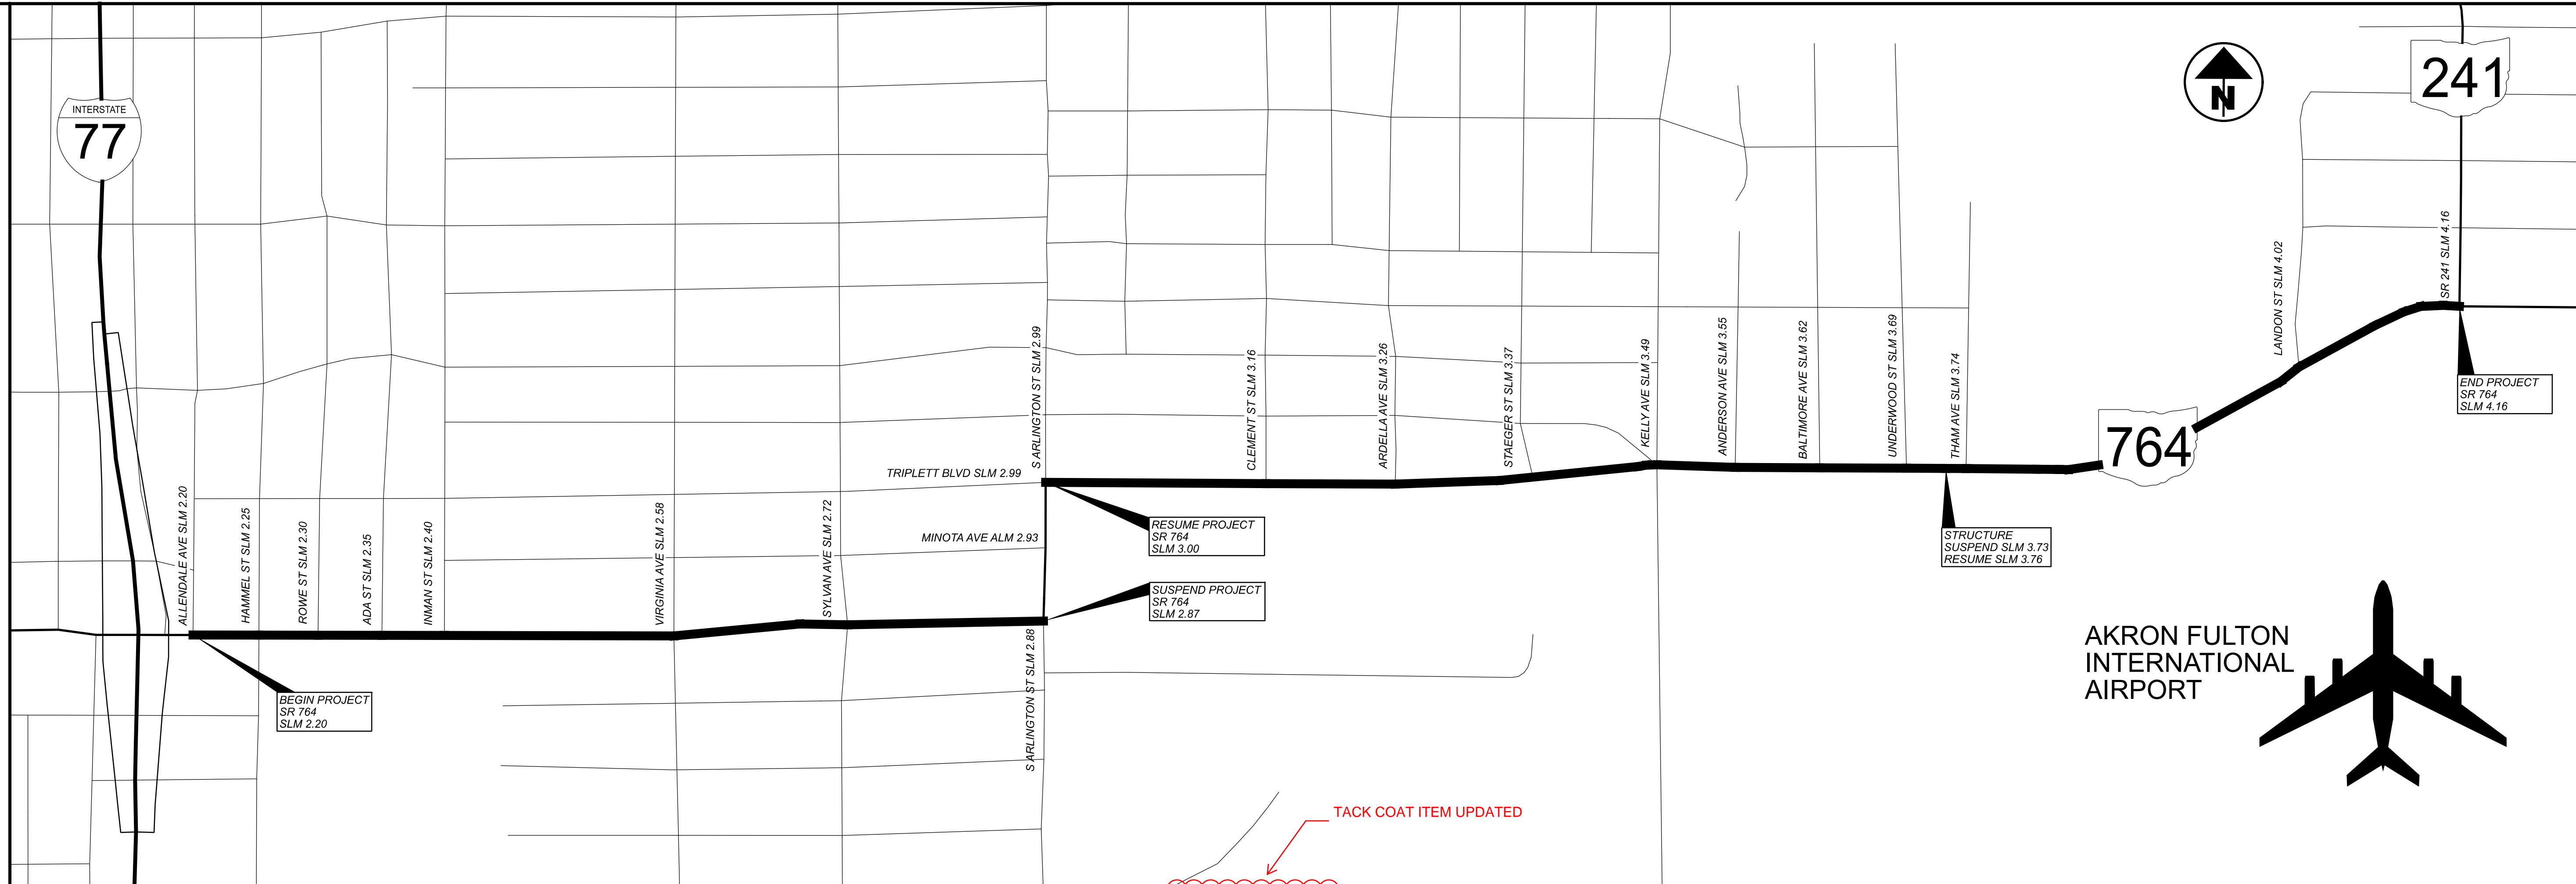 INTERSTATE
77
N
241
764
ALLENDALE AVE SLM 2.20
HAMMEL ST SLM 2.25
ROWE ST SLM 2.30
ADA ST SLM 2.35
INMAN ST SLM 2.40
VIRGINIA AVE SLM 2.58
SYLVAN AVE SLM 2.72
TRIPLETT BLVD SLM 2.99
MINOTA AVE ALM 2.93
S ARLINGTON ST SLM 2.99
S ARLINGTON ST SLM 2.88
CLEMENT ST SLM 3.16
ARDELLA AVE SLM 3.26
STAEGER ST SLM 3.37
KELLY AVE SLM 3.49
ANDERSON AVE SLM 3.55
BALTIMORE AVE SLM 3.62
UNDERWOOD ST SLM 3.69
THAM AVE SLM 3.74
LANDON ST SLM 4.02
SR 241 SLM 4.16
BEGIN PROJECT
SR 764
SLM 2.20
RESUME PROJECT
SR 764
SLM 3.00
SUSPEND PROJECT
SR 764
SLM 2.87
STRUCTURE
SUSPEND SLM 3.73
RESUME SLM 3.76
END PROJECT
SR 764
SLM 4.16
AKRON FULTON
INTERNATIONAL
AIRPORT
TACK COAT ITEM UPDATED